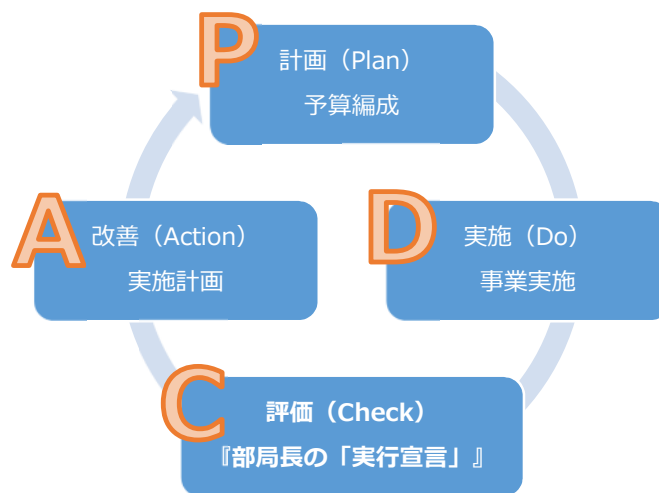 P
計画（Plan）
予算編成
D
実施（Do）
事業実施
C
評価（Check）
『部局長の「実行宣言」』
A
改善（Action）
実施計画